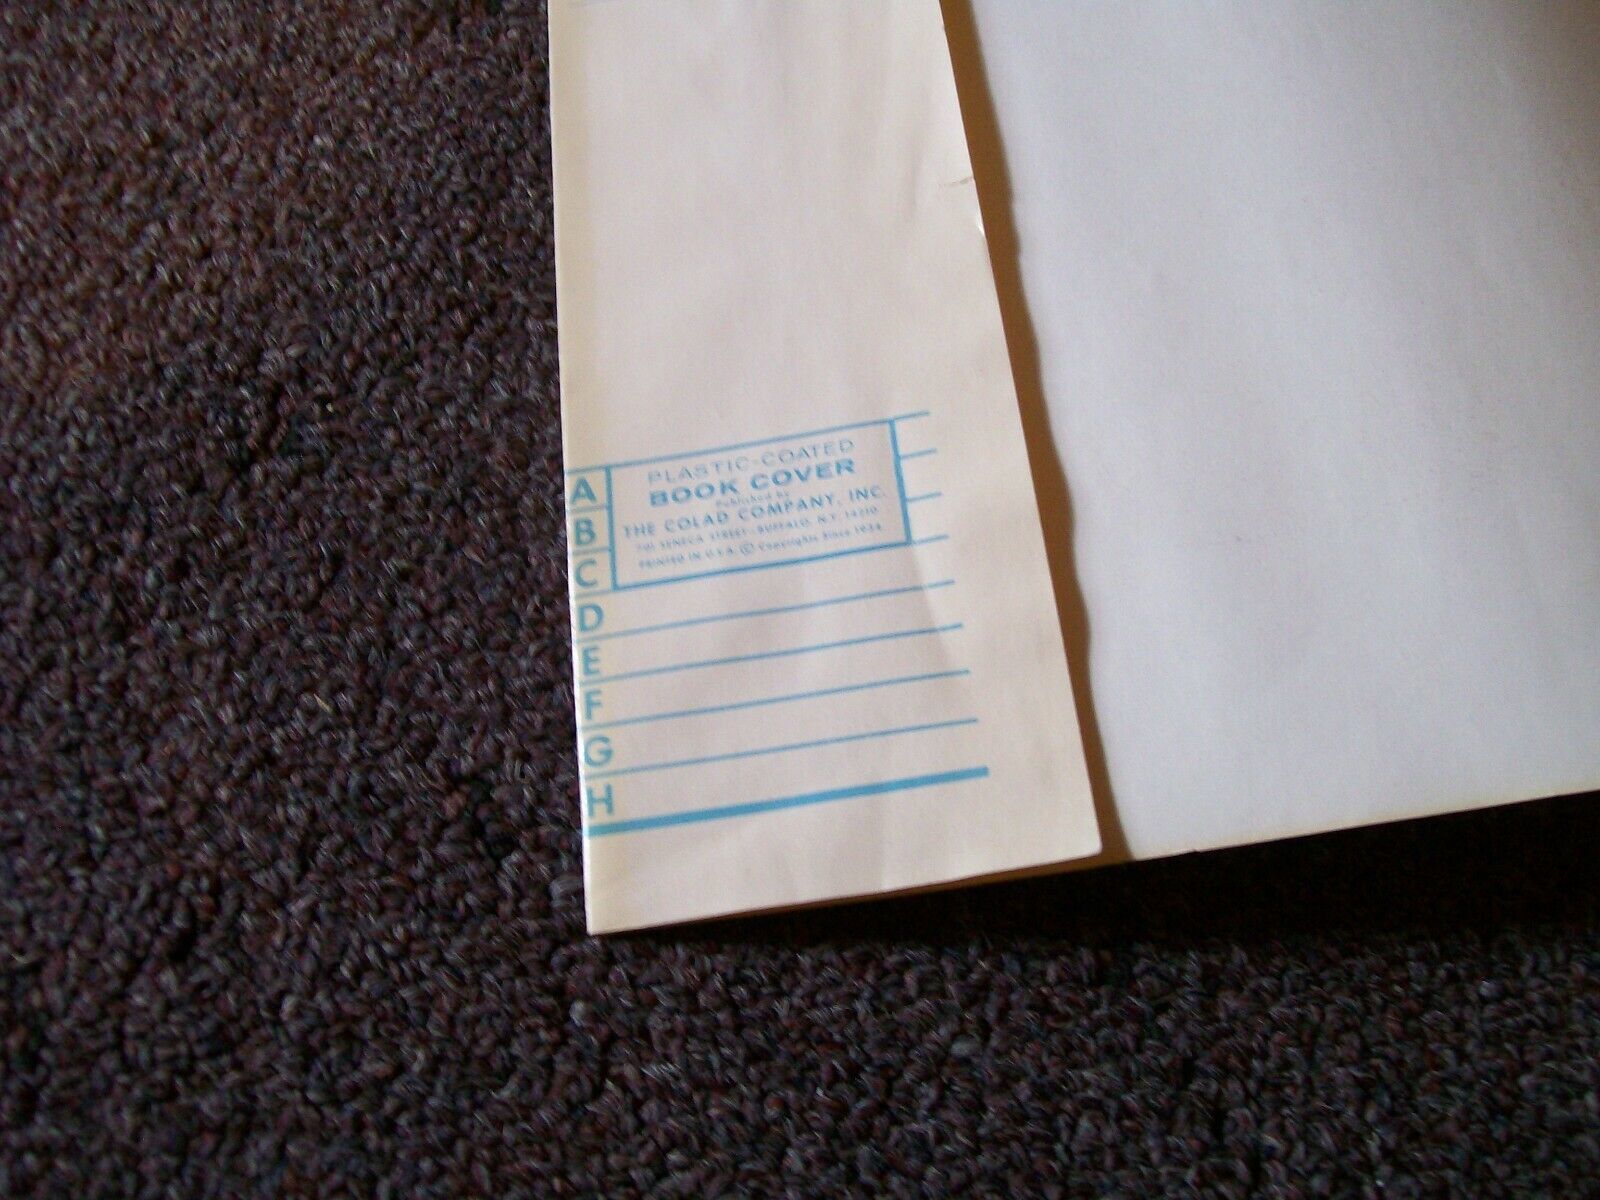 PLASTIC-COATED
BOOK COVER
Published by
THE COLAD COMPANY, INC.
701 SENECA STREET—BUFFALO, N.Y. 14210
PRINTED IN U.S.A. © Copyrights Since 1934
A
B
C
D
E
F
G
H